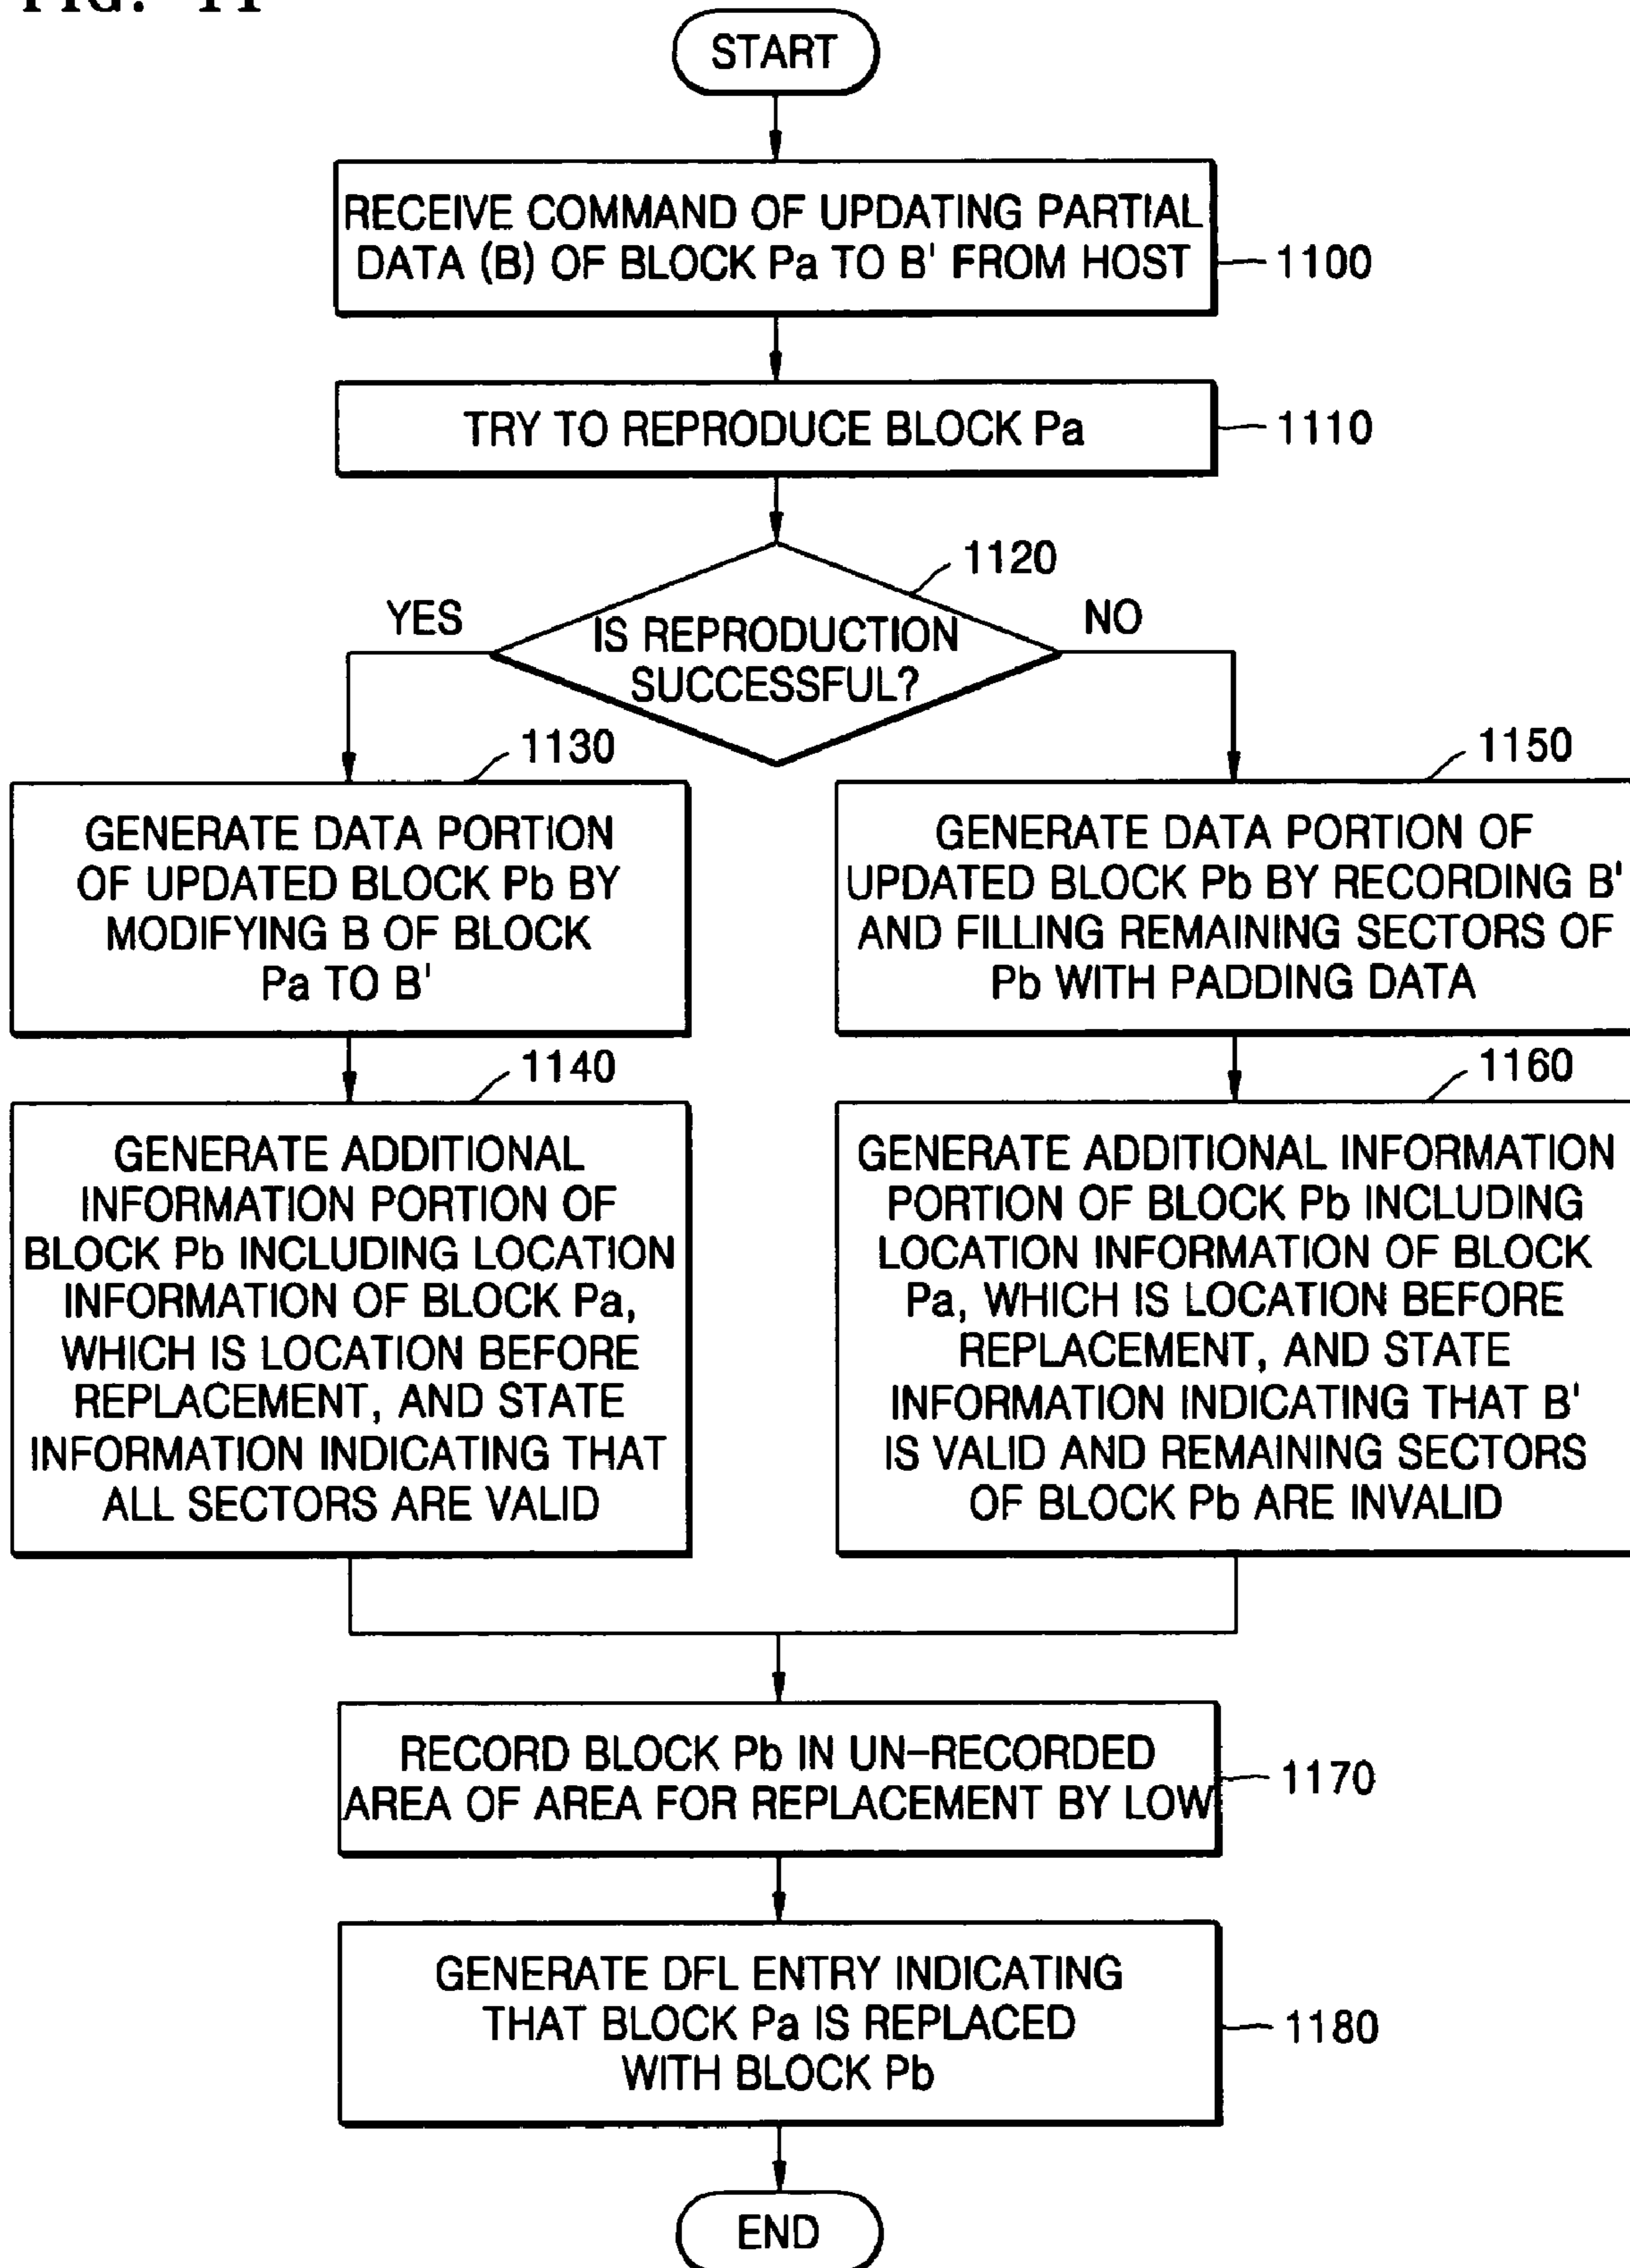 FIG. 11
START
RECEIVE COMMAND OF UPDATING PARTIAL
DATA (B) OF BLOCK Pa TO B' FROM HOST
1100
TRY TO REPRODUCE BLOCK Pa
1110
1120
YES
NO
IS REPRODUCTION
SUCCESSFUL?
1130
GENERATE DATA PORTION
OF UPDATED BLOCK Pb BY
MODIFYING B OF BLOCK
Pa TO B'
1150
GENERATE DATA PORTION OF
UPDATED BLOCK Pb BY RECORDING B'
AND FILLING REMAINING SECTORS OF
Pb WITH PADDING DATA
1140
GENERATE ADDITIONAL
INFORMATION PORTION OF
BLOCK Pb INCLUDING LOCATION
INFORMATION OF BLOCK Pa,
WHICH IS LOCATION BEFORE
REPLACEMENT, AND STATE
INFORMATION INDICATING THAT
ALL SECTORS ARE VALID
1160
GENERATE ADDITIONAL INFORMATION
PORTION OF BLOCK Pb INCLUDING
LOCATION INFORMATION OF BLOCK
Pa, WHICH IS LOCATION BEFORE
REPLACEMENT, AND STATE
INFORMATION INDICATING THAT B'
IS VALID AND REMAINING SECTORS
OF BLOCK Pb ARE INVALID
RECORD BLOCK Pb IN UN-RECORDED
AREA OF AREA FOR REPLACEMENT BY LOW
1170
GENERATE DFL ENTRY INDICATING
THAT BLOCK Pa IS REPLACED
WITH BLOCK Pb
1180
END